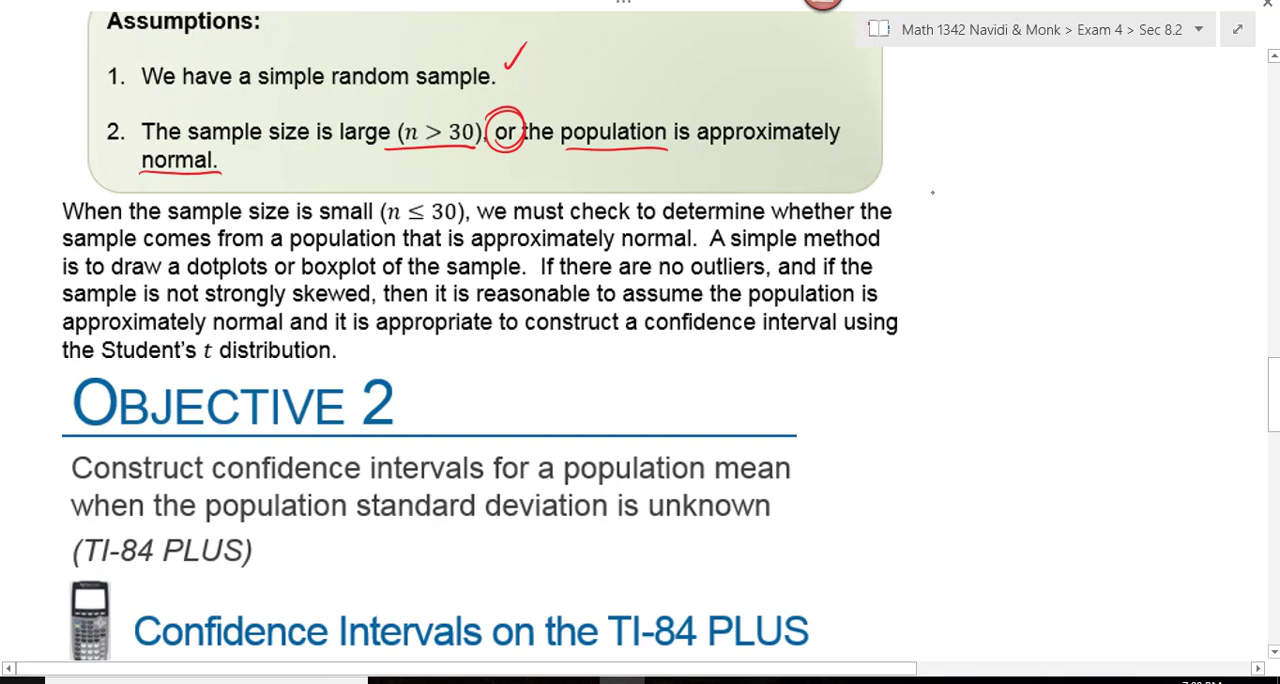 Assumptions:
Math 1342 Navidi & Monk > Exam 4 > Sec 8.2
1. We have a simple random sample.
2. The sample size is large (n > 30), or the population is approximately
normal.
When the sample size is small (n ≤ 30), we must check to determine whether the
sample comes from a population that is approximately normal. A simple method
is to draw a dotplots or boxplot of the sample. If there are no outliers, and if the
sample is not strongly skewed, then it is reasonable to assume the population is
approximately normal and it is appropriate to construct a confidence interval using
the Student's t distribution.
OBJECTIVE 2
Construct confidence intervals for a population mean
when the population standard deviation is unknown
(TI-84 PLUS)
Confidence Intervals on the TI-84 PLUS